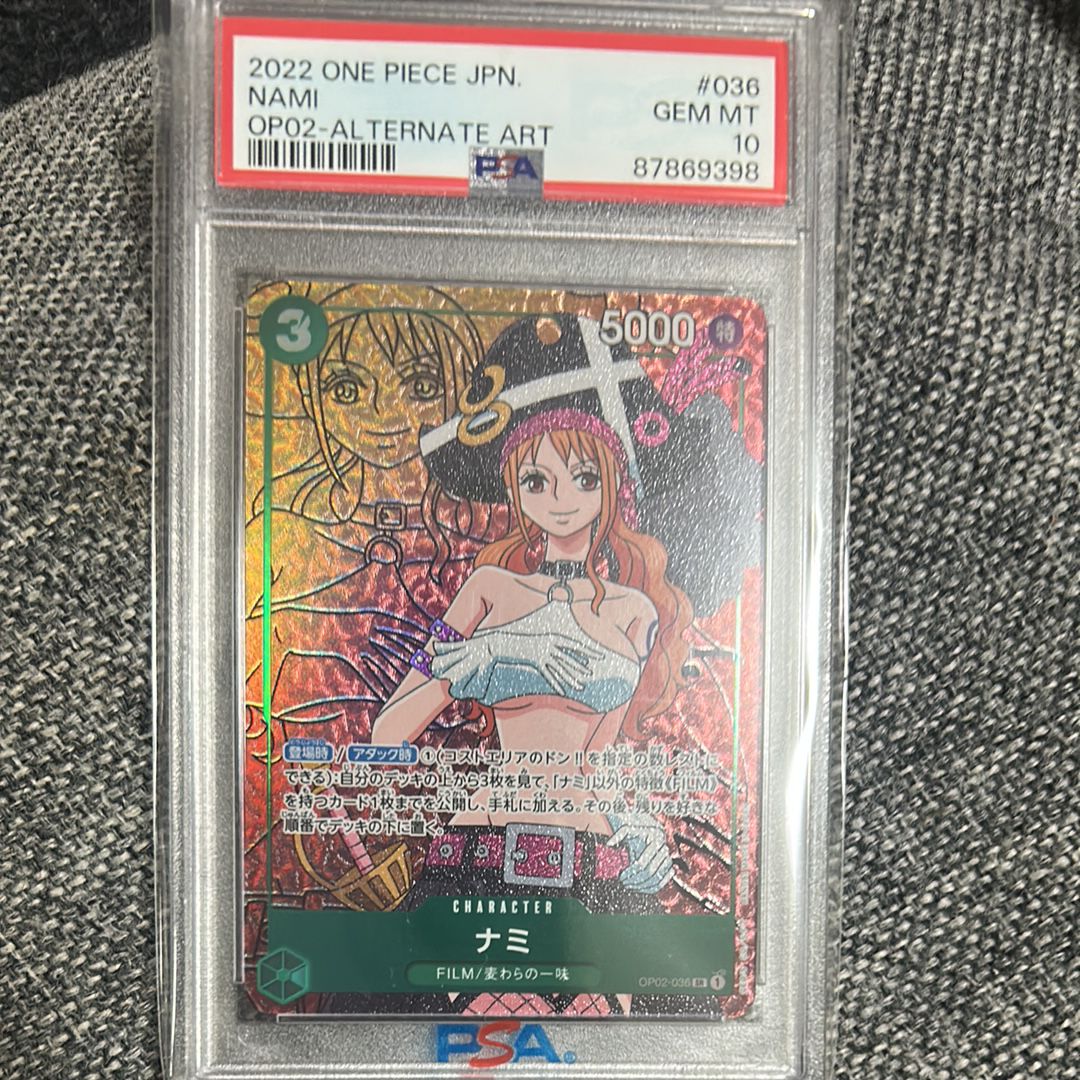 2022 ONE PIECE JPN. #036
NAMI GEM MT
OP02-ALTERNATE ART 10
PSA 87869398
3 5000 特
登場時 / アタック時 ①(コストエリアのドン!!を指定の数レストに
できる):自分のデッキの上から3枚を見て、「ナミ」以外の特徴《FILM》
を持つカード1枚までを公開し、手札に加える。その後、残りを好きな
順番でデッキの下に置く。
CHARACTER
ナミ
FILM/麦わらの一味
OP02-036 SR 1
PSA